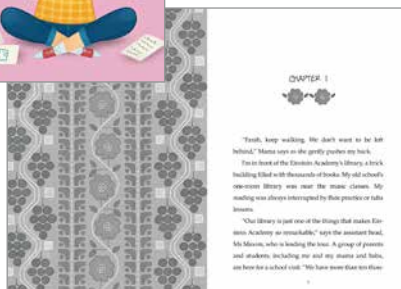 CHAPTER 1
"Farah, keep walking. We don't want to be left
behind," Mama says as she gently pushes my back.
I'm in front of the Einstein Academy's library, a brick
building filled with thousands of books. My old school's
one-room library was near the music classes. My
reading was always interrupted by flute practice or tuba
lessons.
"Our library is just one of the things that makes Ein-
stein Academy so remarkable," says the assistant head,
Ms Mason, who is leading the tour. A group of parents
and students, including me and my mama and baba,
are here for a school visit. "We have more than ten thou-